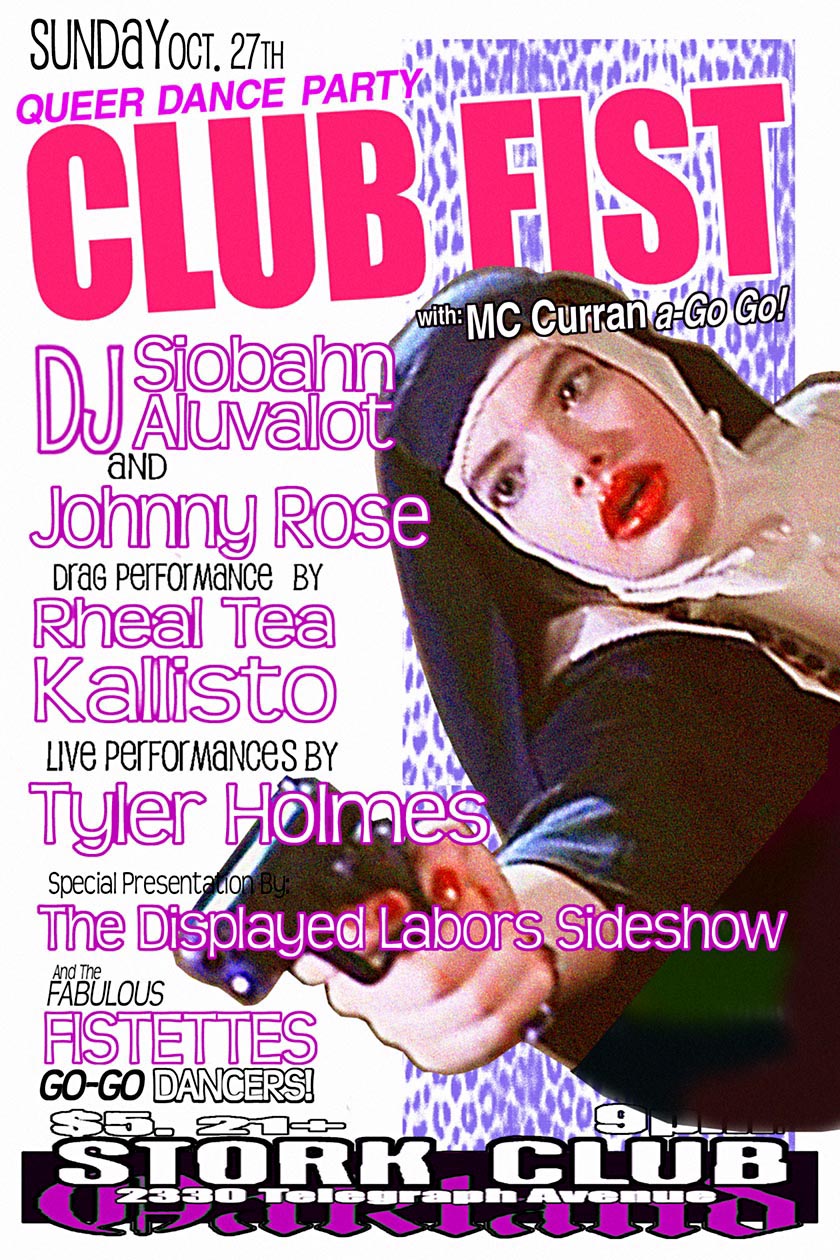 SUNDAY OCT. 27TH
QUEER DANCE PARTY
CLUB FIST
with: MC Curran a-Go Go!
DJ Siobahn
Aluvalot
AND
Johnny Rose
DRAG PERFORMANCE BY
Rheal Tea
Kallisto
LIVE PERFORMANCES BY
Tyler Holmes
Special Presentation By:
The Displayed Labors Sideshow
And The
FABULOUS
FISTETTES
GO-GO DANCERS!
$5. 21+
STORK CLUB
2330 Telegraph Avenue
Oakland